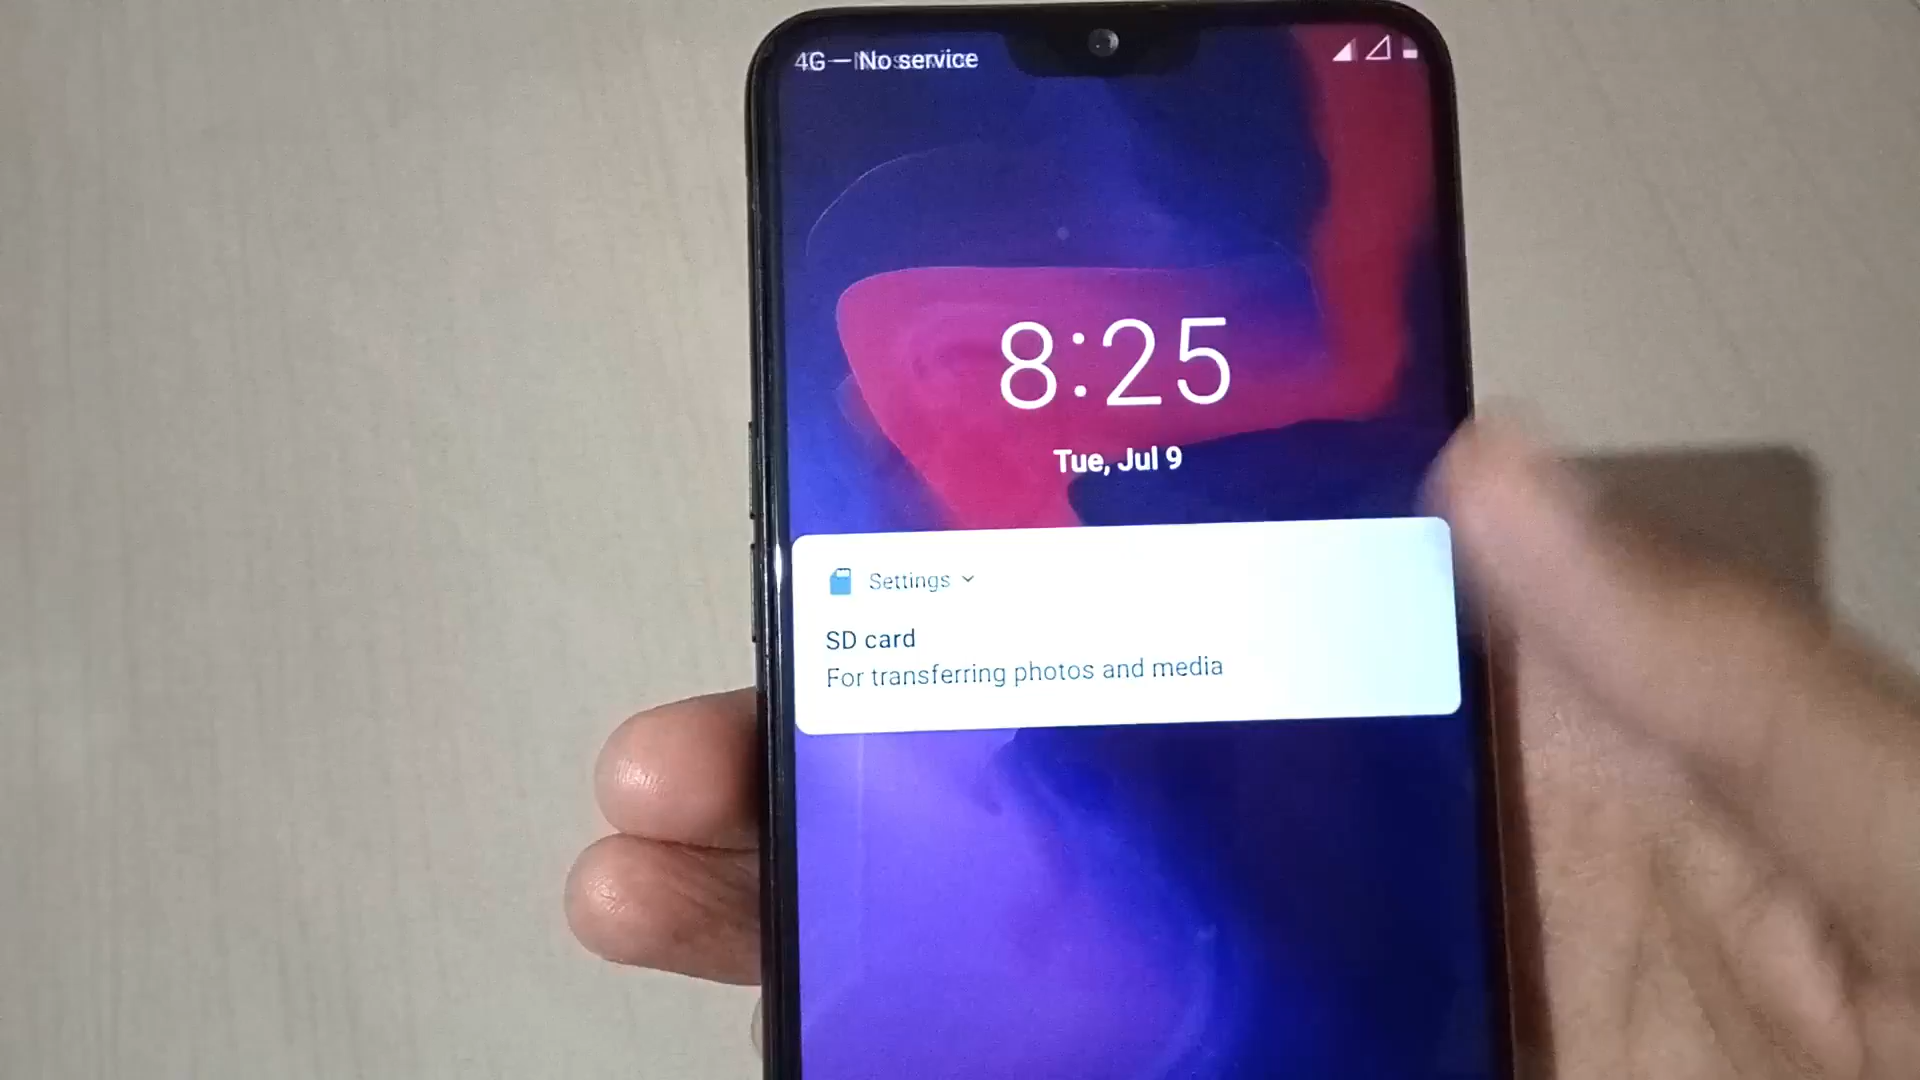 4G — No service
8:25
Tue, Jul 9
Settings
SD card
For transferring photos and media